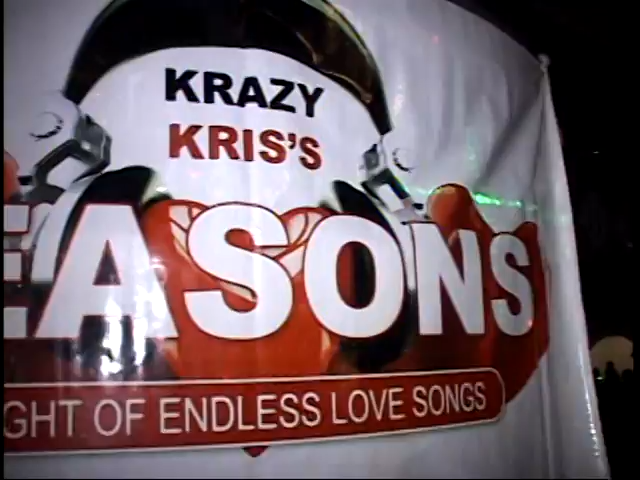 KRAZY
KRIS'S
EASONS
GHT OF ENDLESS LOVE SONGS